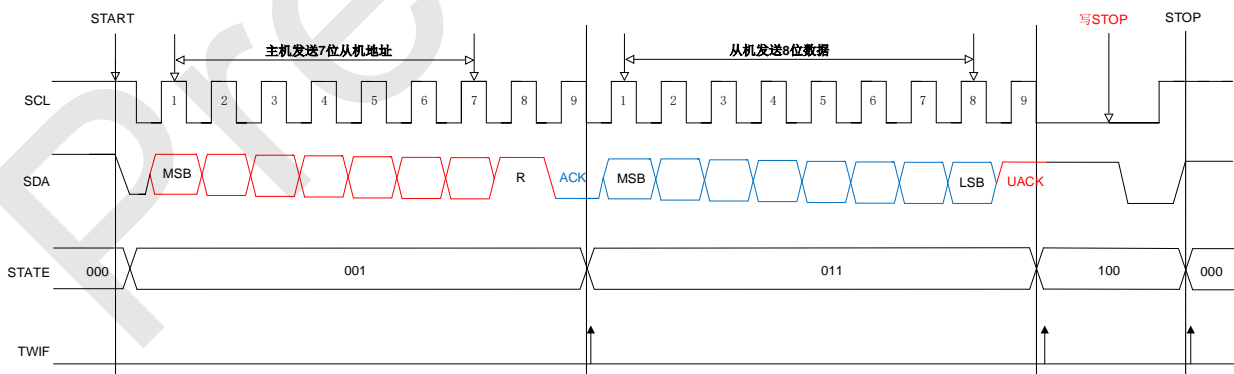 START
写STOP
STOP
主机发送7位从机地址
从机发送8位数据
SCL
1 2 3 4 5 6 7 8 9 1 2 3 4 5 6 7 8 9
SDA
MSB R ACK MSB LSB UACK
STATE
000 001 011 100 000
TWIF
Pre